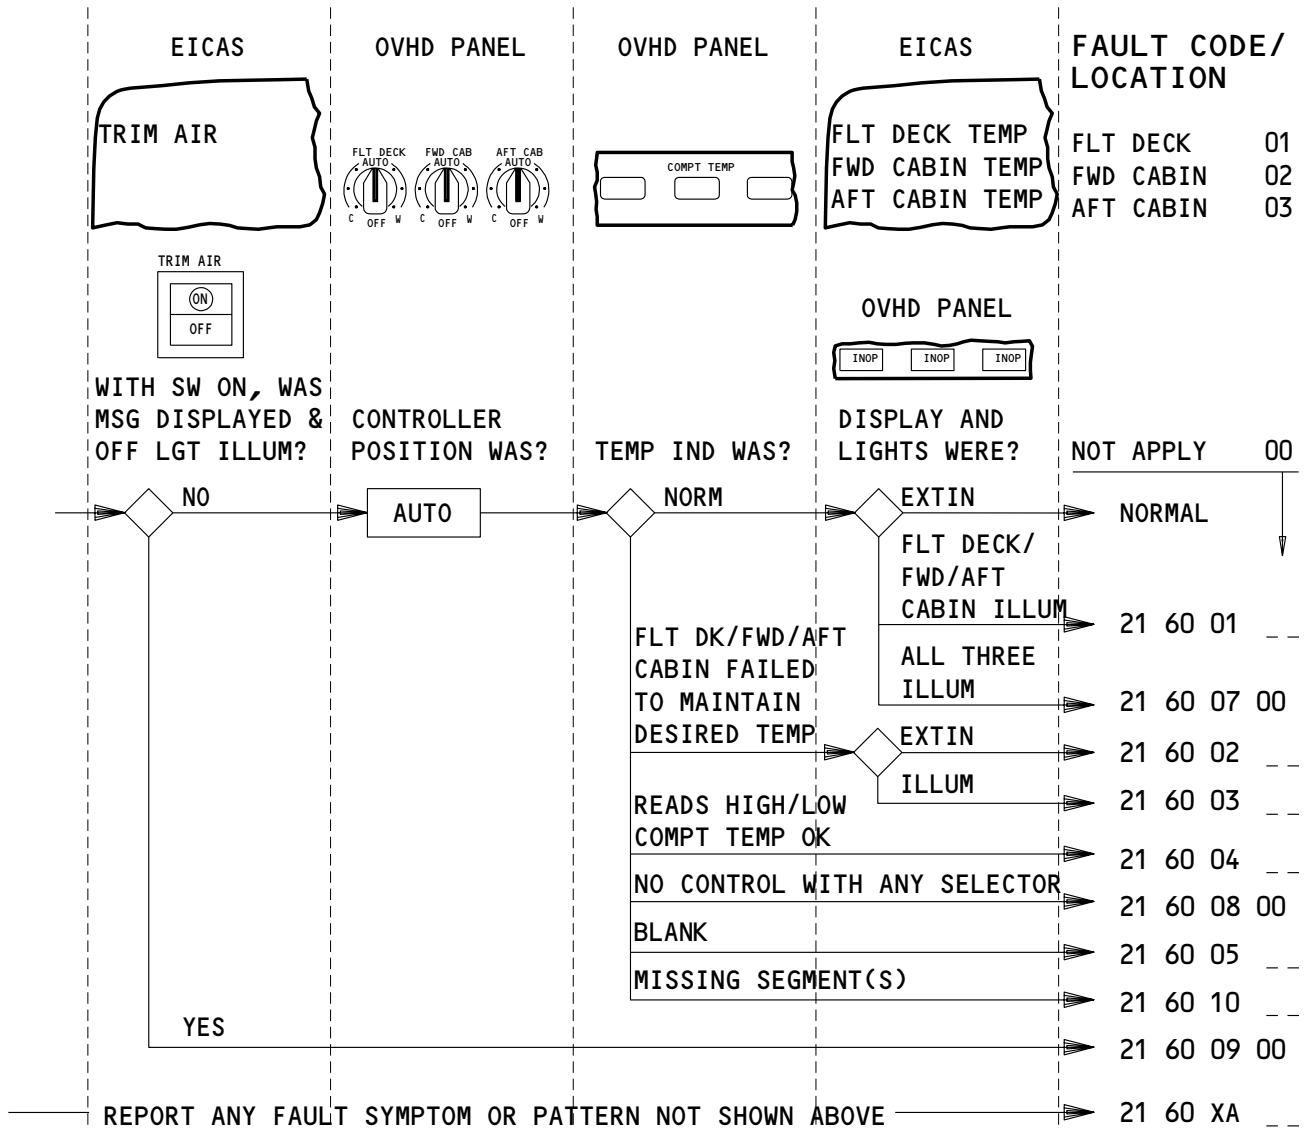 EICAS
OVHD PANEL
OVHD PANEL
EICAS
FAULT CODE/
LOCATION
TRIM AIR
FLT DECK
AUTO
C
OFF
W
FWD CAB
AUTO
C
OFF
W
AFT CAB
AUTO
C
OFF
W
COMPT TEMP
FLT DECK TEMP
FWD CABIN TEMP
AFT CABIN TEMP
FLT DECK 01
FWD CABIN 02
AFT CABIN 03
TRIM AIR
ON
OFF
OVHD PANEL
INOP INOP INOP
WITH SW ON, WAS
MSG DISPLAYED &
OFF LGT ILLUM?
CONTROLLER
POSITION WAS?
TEMP IND WAS?
DISPLAY AND
LIGHTS WERE?
NOT APPLY 00
NO
AUTO
NORM
EXTIN
NORMAL
FLT DECK/
FWD/AFT
CABIN ILLUM
21 60 01 _ _
ALL THREE
ILLUM
21 60 07 00
FLT DK/FWD/AFT
CABIN FAILED
TO MAINTAIN
DESIRED TEMP
EXTIN
21 60 02 _ _
ILLUM
21 60 03 _ _
READS HIGH/LOW
COMPT TEMP OK
21 60 04 _ _
NO CONTROL WITH ANY SELECTOR
21 60 08 00
BLANK
21 60 05 _ _
MISSING SEGMENT(S)
21 60 10 _ _
YES
21 60 09 00
REPORT ANY FAULT SYMPTOM OR PATTERN NOT SHOWN ABOVE
21 60 XA _ _